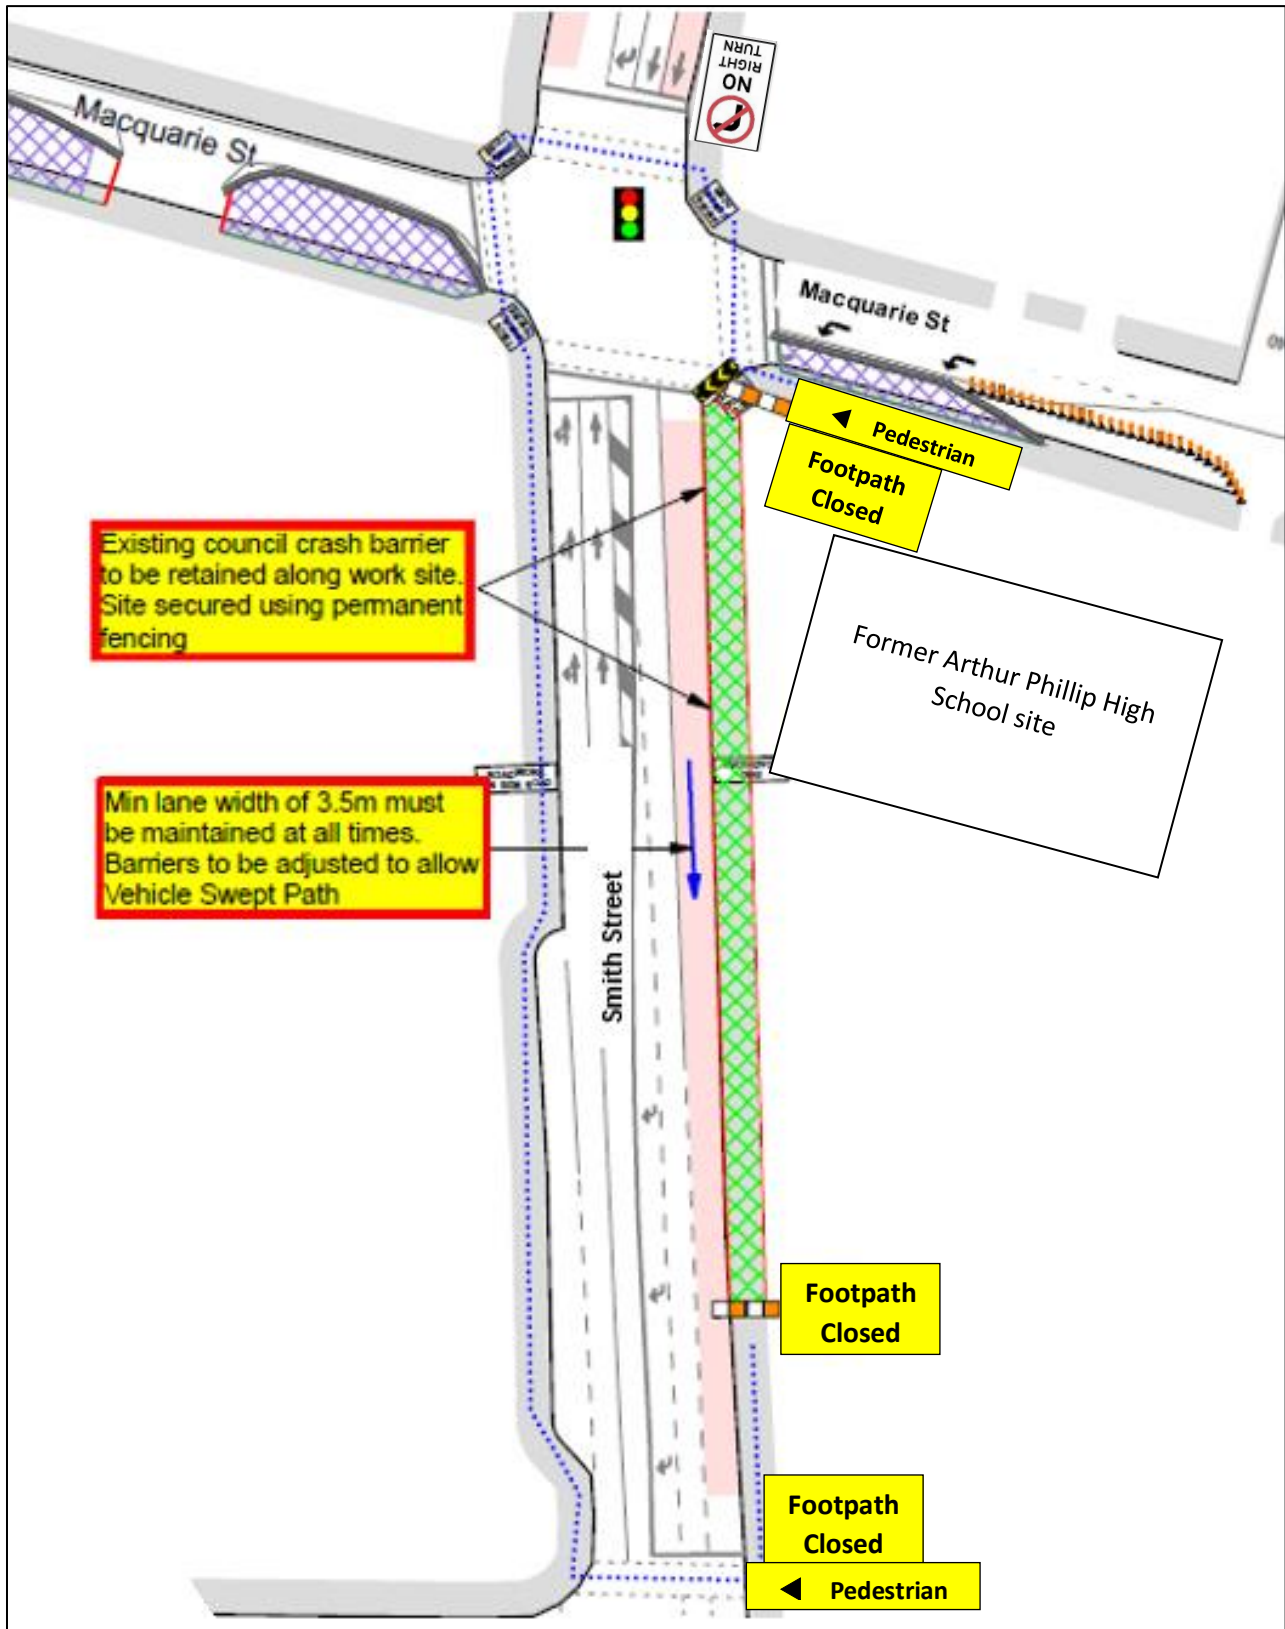 NO
RIGHT
TURN
Macquarie St
Macquarie St
Pedestrian
Footpath
Closed
Existing council crash barrier
to be retained along work site.
Site secured using permanent
fencing
Former Arthur Phillip High
School site
Min lane width of 3.5m must
be maintained at all times.
Barriers to be adjusted to allow
Vehicle Swept Path
Smith Street
Footpath
Closed
Footpath
Closed
Pedestrian